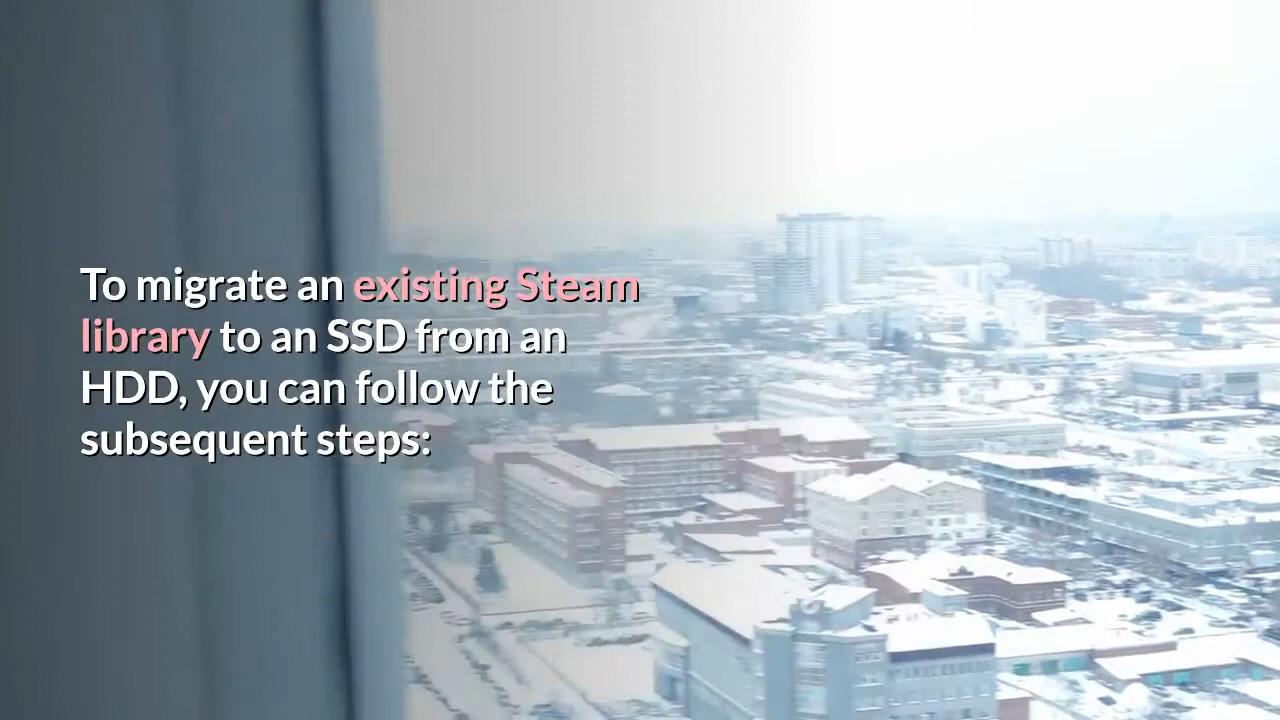 To migrate an existing Steam
library to an SSD from an
HDD, you can follow the
subsequent steps: